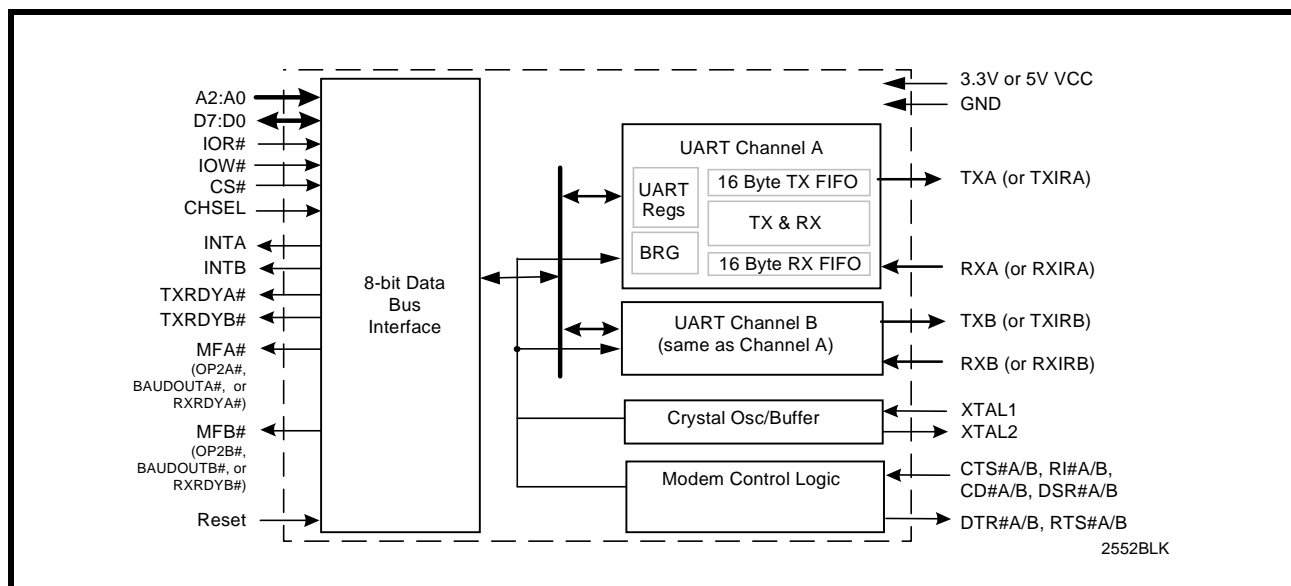 A2:A0
D7:D0
IOR#
IOW#
CS#
CHSEL
INTA
INTB
TXRDYA#
TXRDYB#
MFA#
(OP2A#,
BAUDOUTA#, or
RXRDYA#)
MFB#
(OP2B#,
BAUDOUTB#, or
RXRDYB#)
Reset
8-bit Data
Bus
Interface
UART Channel A
UART
Regs
BRG
16 Byte TX FIFO
TX & RX
16 Byte RX FIFO
UART Channel B
(same as Channel A)
Crystal Osc/Buffer
Modem Control Logic
3.3V or 5V VCC
GND
TXA (or TXIRA)
RXA (or RXIRA)
TXB (or TXIRB)
RXB (or RXIRB)
XTAL1
XTAL2
CTS#A/B, RI#A/B,
CD#A/B, DSR#A/B
DTR#A/B, RTS#A/B
2552BLK